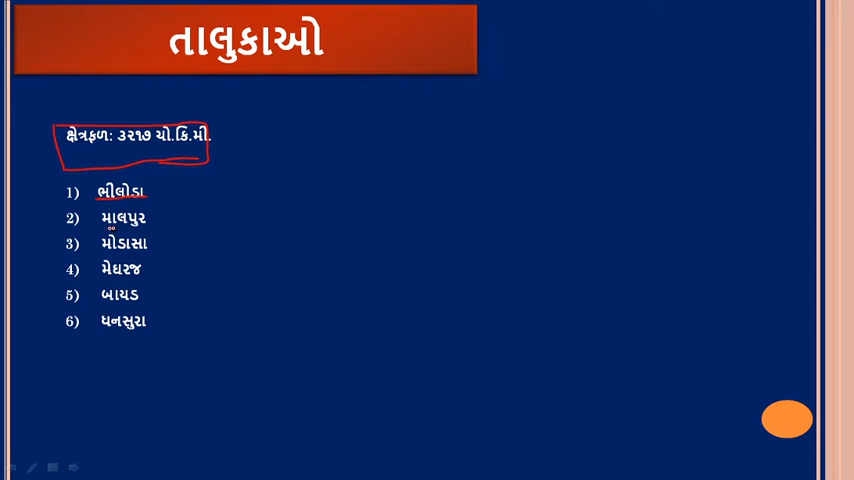 તાલુકાઓ
ક્ષેત્રફળ: ૩૨૧૭ ચો.કિ.મી.
1) ભીલોડા
2) માલપુર
3) મોડાસા
4) મેઘરજ
5) બાયડ
6) ધનસુરા